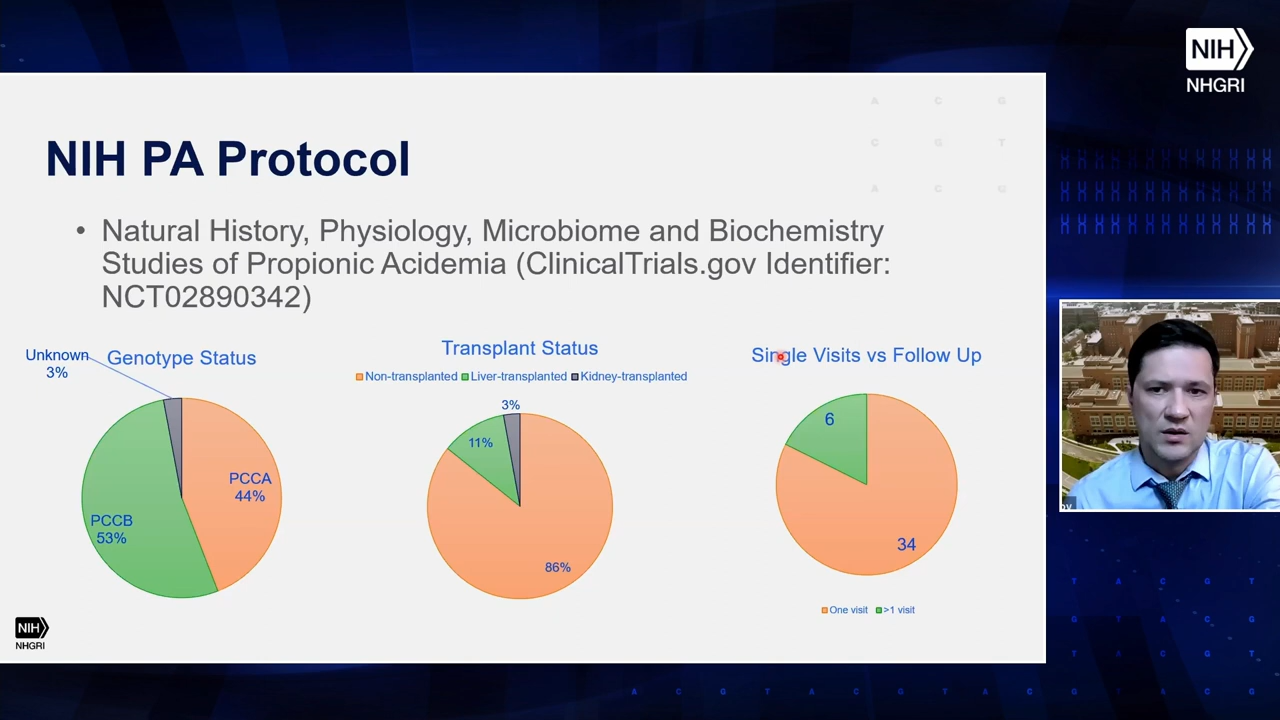 NIH
NHGRI
A C G
C G T
A C G
NIH PA Protocol
• Natural History, Physiology, Microbiome and Biochemistry
Studies of Propionic Acidemia (ClinicalTrials.gov Identifier:
NCT02890342)
Genotype Status
Unknown
3%
PCCA
44%
PCCB
53%
Transplant Status
Non-transplanted Liver-transplanted Kidney-transplanted
3%
11%
86%
Single Visits vs Follow Up
6
34
One visit >1 visit
NIH
NHGRI
T A C G T
G T A C G
T A C G T
A C G T A C G T A C G T A C G